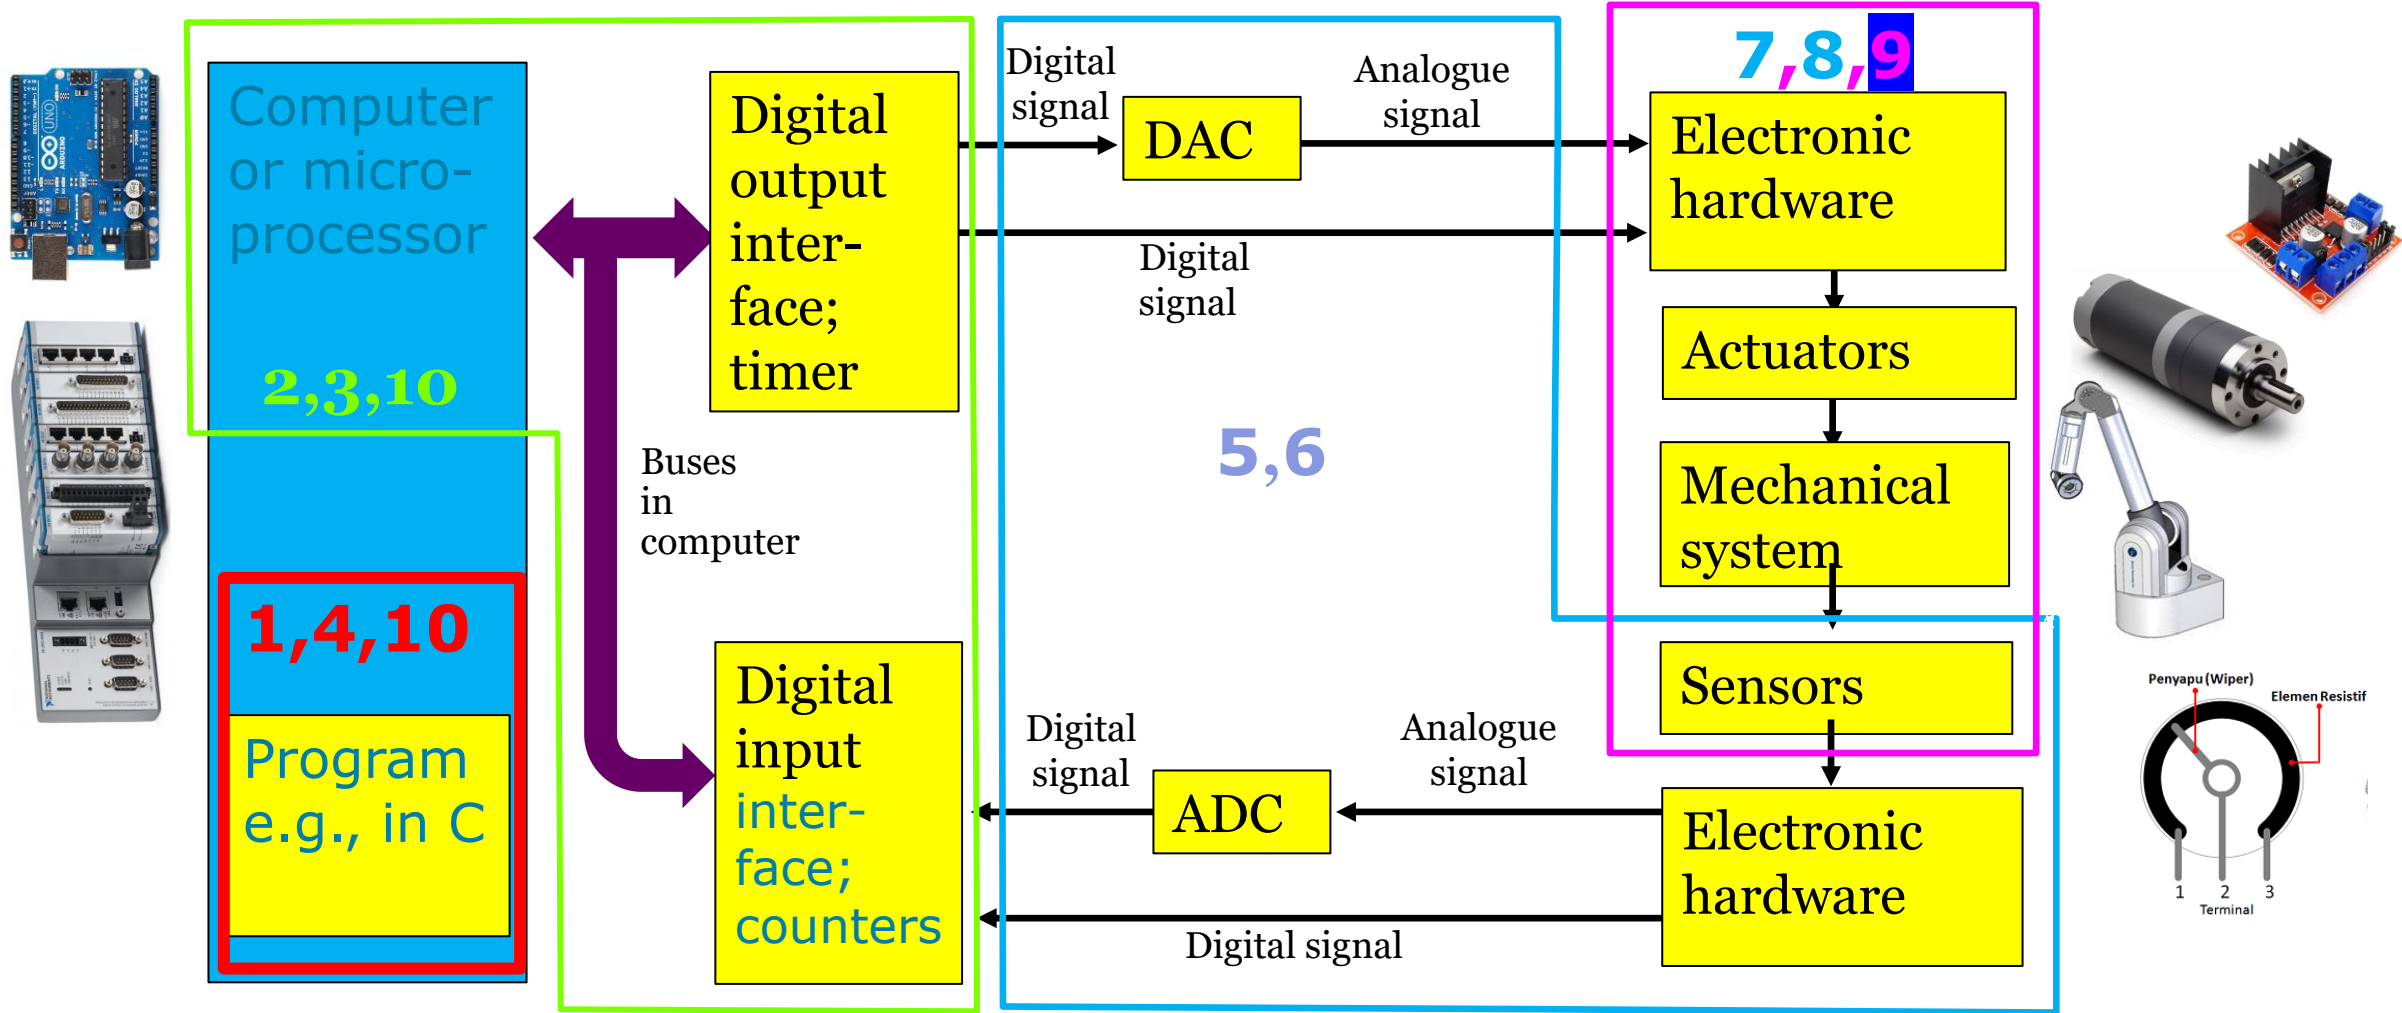 Computer
or micro-
processor
2,3,10
1,4,10
Program
e.g., in C
Digital
output
inter-
face;
timer
Buses
in
computer
Digital
input
inter-
face;
counters
Digital
signal
DAC
Analogue
signal
Digital
signal
5,6
7,8,9
Electronic
hardware
Actuators
Mechanical
system
Sensors
Digital
signal
ADC
Analogue
signal
Electronic
hardware
Digital signal
UNO
ARDUINO
Penyapu (Wiper)
Elemen Resistif
1 2 3
Terminal